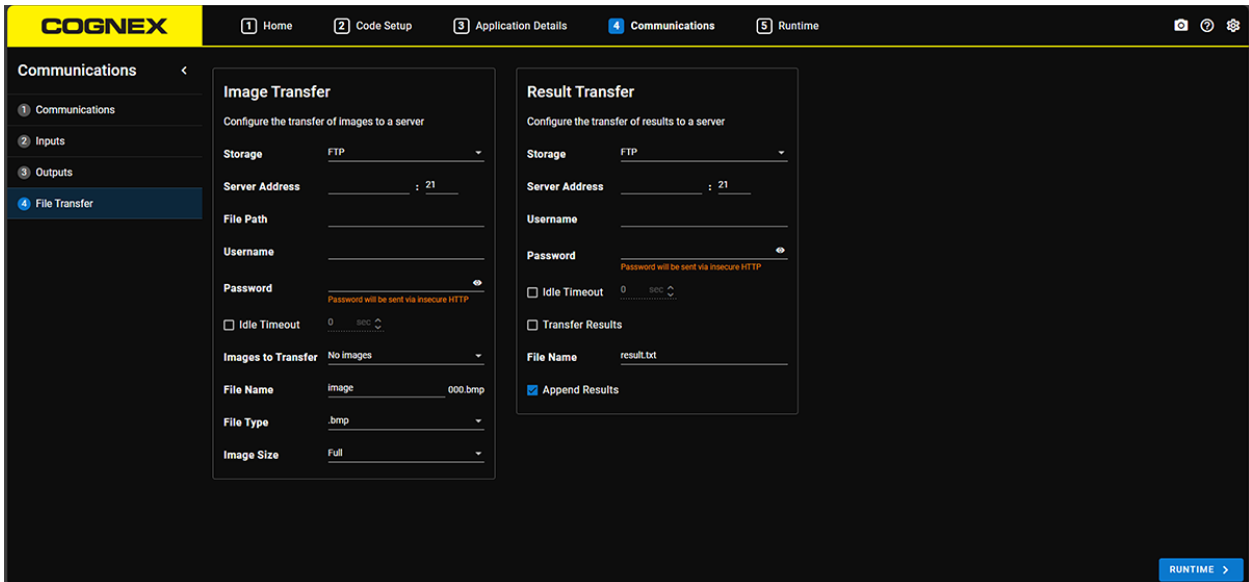 COGNEX
1 Home
2 Code Setup
3 Application Details
4 Communications
5 Runtime
Communications
1 Communications
2 Inputs
3 Outputs
4 File Transfer
Image Transfer
Configure the transfer of images to a server
Storage FTP
Server Address : 21
File Path
Username
Password
Password will be sent via insecure HTTP
Idle Timeout 0 sec
Images to Transfer No images
File Name image 000.bmp
File Type .bmp
Image Size Full
Result Transfer
Configure the transfer of results to a server
Storage FTP
Server Address : 21
Username
Password
Password will be sent via insecure HTTP
Idle Timeout 0 sec
Transfer Results
File Name result.txt
Append Results
RUNTIME